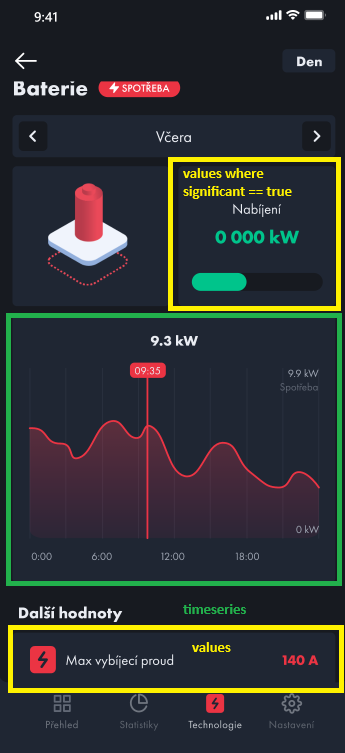 9:41
Den
Baterie
SPOTŘEBA
Včera
values where
significant == true
Nabíjení
0 000 kW
9.3 kW
09:35
9.9 kW
Spotřeba
0 kW
0:00 6:00 12:00 18:00
Další hodnoty
timeseries
values
Max vybíjecí proud 140 A
Přehled Statistiky Technologie Nastavení